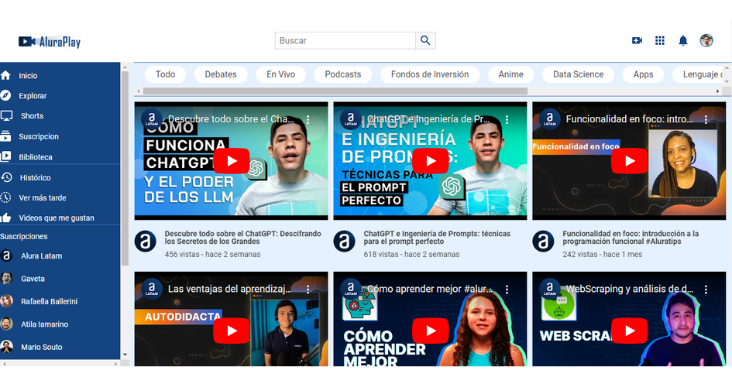 AluraPlay
Buscar
Inicio
Explorar
Shorts
Suscripcion
Biblioteca
Histórico
Ver más tarde
Videos que me gustan
Suscripciones
Alura Latam
Gaveta
Rafaella Ballerini
Atila Iamarino
Mario Souto
Todo Debates En Vivo Podcasts Fondos de Inversión Anime Data Science Apps Lenguaje
Descubre todo sobre el Cha...
CÓMO
FUNCIONA
CHATGPT
Y EL PODER
DE LOS LLM
Descubre todo sobre el ChatGPT: Descifrando
los Secretos de los Grandes
456 vistas - hace 2 semanas
ChatGPT e Ingeniería de Pr...
CHATGPT
E INGENIERÍA
DE PROMPTS:
TÉCNICAS PARA
EL PROMPT
PERFECTO
ChatGPT e Ingeniería de Prompts: técnicas
para el prompt perfecto
618 vistas - hace 2 semanas
Funcionalidad en foco: intro...
Funcionalidad en foco
Funcionalidad en foco: introducción a la
programación funcional #Aluratips
242 vistas - hace 1 mes
Las ventajas del aprendizaj...
AUTODIDACTA
Cómo aprender mejor #alur...
CÓMO
APRENDER
MEJOR
WebScraping y análisis de d...
WEB SCRA